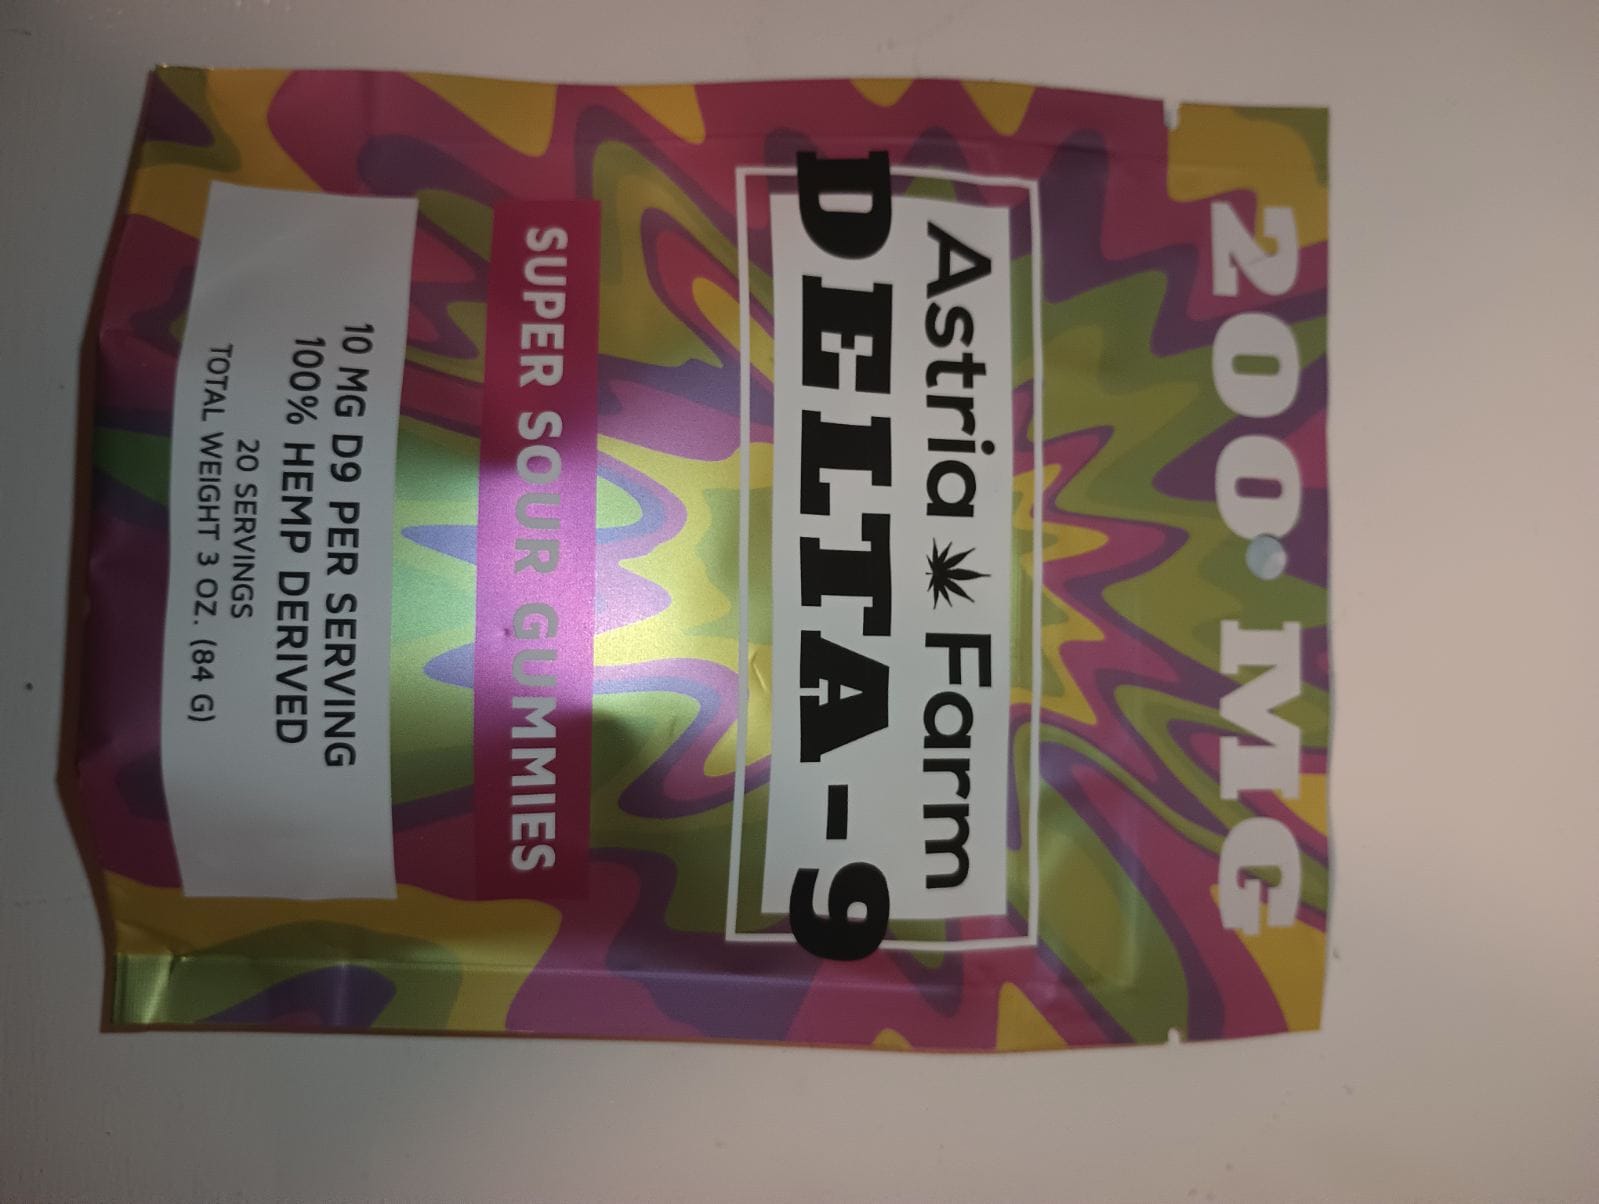 200 MG
Astria Farm
DELTA-9
SUPER SOUR GUMMIES
10 MG D9 PER SERVING
100% HEMP DERIVED
20 SERVINGS
TOTAL WEIGHT 3 OZ. (84 G)